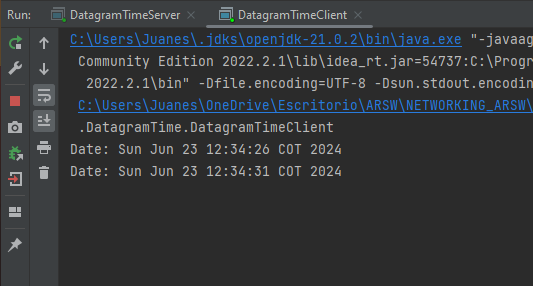 Run: DatagramTimeServer × DatagramTimeClient ×
C:\Users\Juanes\.jdks\openjdk-21.0.2\bin\java.exe "-javaag
Community Edition 2022.2.1\lib\idea_rt.jar=54737:C:\Progr
2022.2.1\bin" -Dfile.encoding=UTF-8 -Dsun.stdout.encodin
C:\Users\Juanes\OneDrive\Escritorio\ARSW\NETWORKING_ARSW\
.DatagramTime.DatagramTimeClient
Date: Sun Jun 23 12:34:26 COT 2024
Date: Sun Jun 23 12:34:31 COT 2024